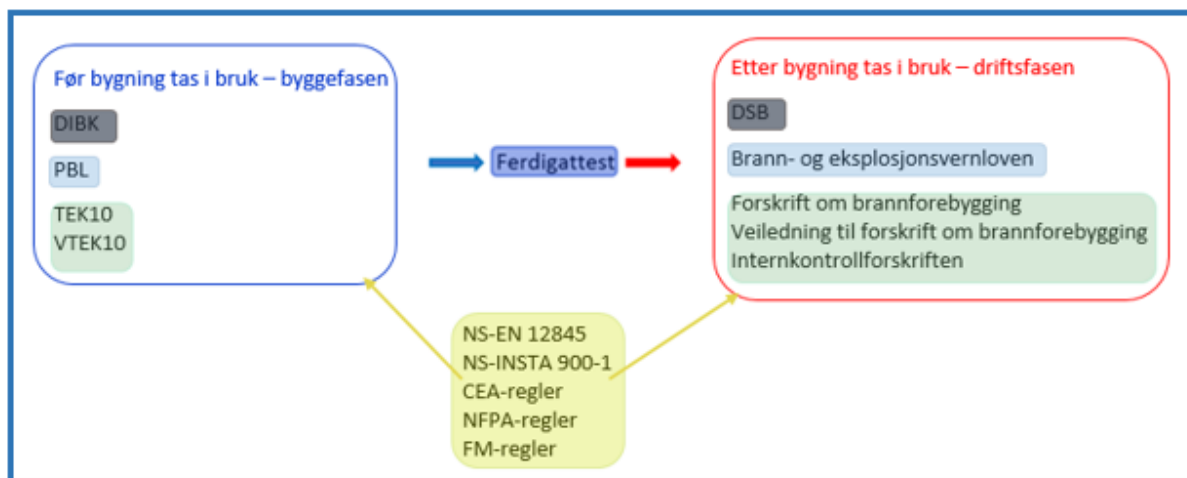 Før bygning tas i bruk – byggefasen
DIBK
PBL
TEK10
VTEK10
Ferdigattest
Etter bygning tas i bruk – driftsfasen
DSB
Brann- og eksplosjonsvernloven
Forskrift om brannforebygging
Veiledning til forskrift om brannforebygging
Internkontrollforskriften
NS-EN 12845
NS-INSTA 900-1
CEA-regler
NFPA-regler
FM-regler